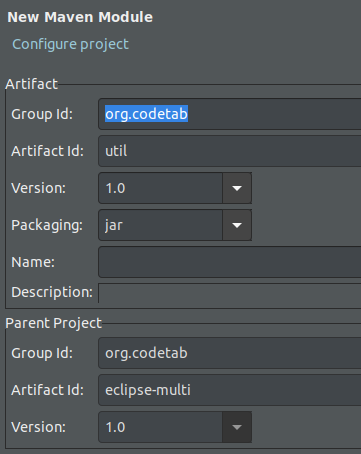 New Maven Module
Configure project
Artifact
Group Id: org.codetab
Artifact Id: util
Version: 1.0
Packaging: jar
Name:
Description:
Parent Project
Group Id: org.codetab
Artifact Id: eclipse-multi
Version: 1.0